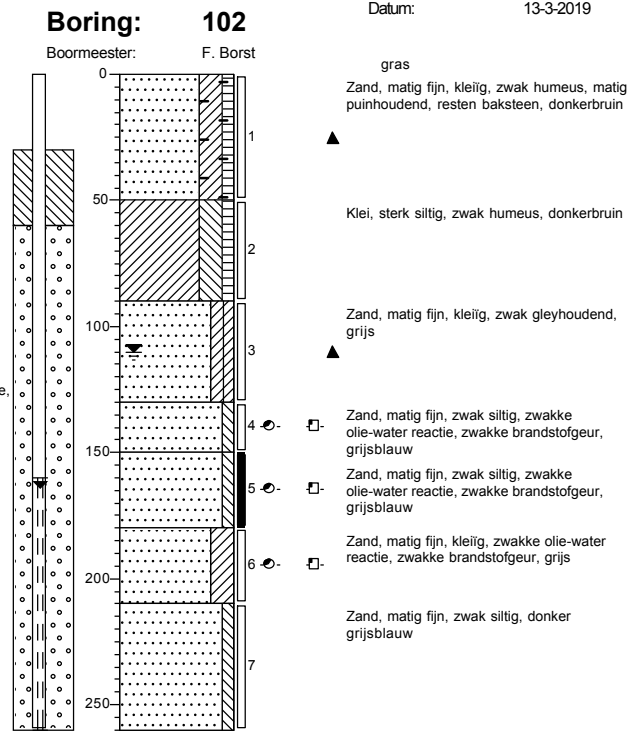 Boring: 102
Datum: 13-3-2019
Boormeester: F. Borst
gras
0
Zand, matig fijn, kleiïg, zwak humeus, matig
puinhoudend, resten baksteen, donkerbruin
1
50
Klei, sterk siltig, zwak humeus, donkerbruin
2
100
Zand, matig fijn, kleiïg, zwak gleyhoudend,
grijs
3
e,
4
Zand, matig fijn, zwak siltig, zwakke
olie-water reactie, zwakke brandstofgeur,
grijsblauw
150
5
Zand, matig fijn, zwak siltig, zwakke
olie-water reactie, zwakke brandstofgeur,
grijsblauw
6
Zand, matig fijn, kleiïg, zwakke olie-water
reactie, zwakke brandstofgeur, grijs
200
Zand, matig fijn, zwak siltig, donker
grijsblauw
7
250